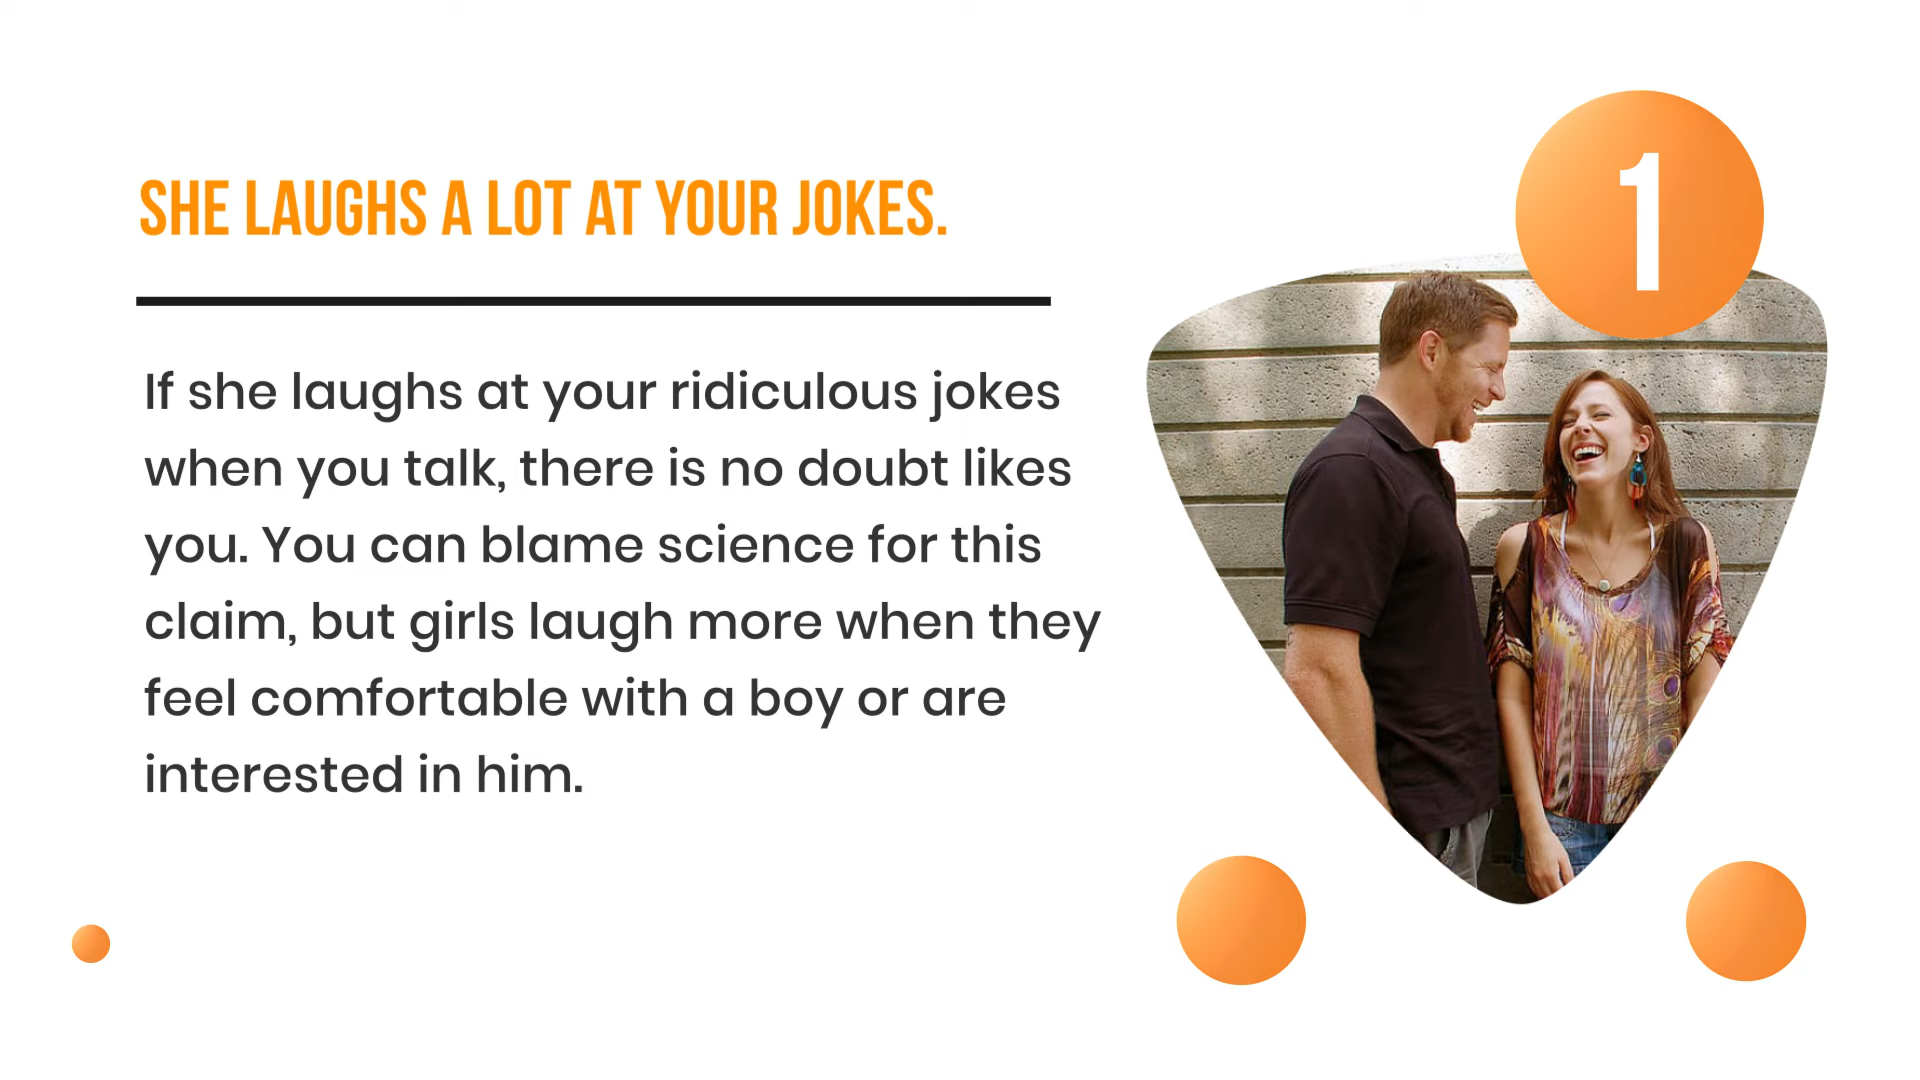 SHE LAUGHS A LOT AT YOUR JOKES.
1
If she laughs at your ridiculous jokes
when you talk, there is no doubt likes
you. You can blame science for this
claim, but girls laugh more when they
feel comfortable with a boy or are
interested in him.